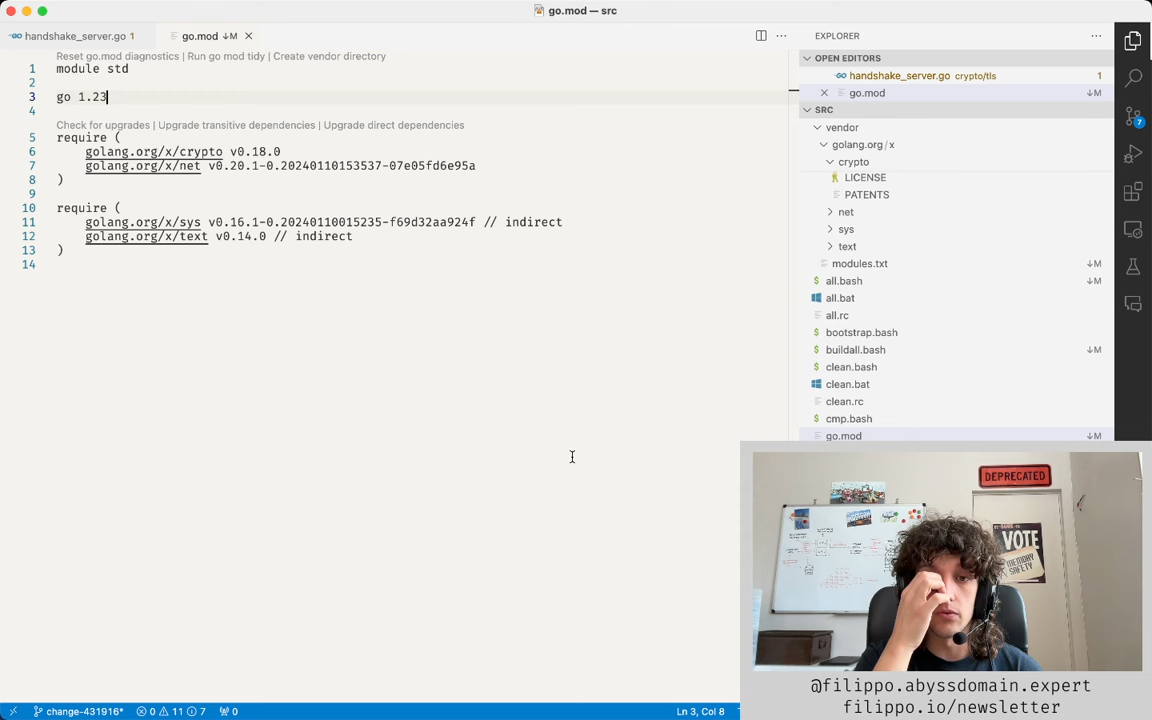 go.mod — src
handshake_server.go 1
go.mod ↓M
EXPLORER
Reset go.mod diagnostics | Run go mod tidy | Create vendor directory
1 module std
2
3 go 1.23
4
Check for upgrades | Upgrade transitive dependencies | Upgrade direct dependencies
5 require (
6 golang.org/x/crypto v0.18.0
7 golang.org/x/net v0.20.1-0.20240110153537-07e05fd6e95a
8 )
9
10 require (
11 golang.org/x/sys v0.16.1-0.20240110015235-f69d32aa924f // indirect
12 golang.org/x/text v0.14.0 // indirect
13 )
14
OPEN EDITORS
handshake_server.go crypto/tls 1
go.mod ↓M
SRC
vendor
golang.org/x
crypto
LICENSE
PATENTS
net
sys
text
modules.txt ↓M
all.bash ↓M
all.bat
all.rc
bootstrap.bash
buildall.bash ↓M
clean.bash
clean.bat
clean.rc
cmp.bash
go.mod ↓M
7
DEPRECATED
VOTE
MEMORY
SAFETY
@filippo.abyssdomain.expert
filippo.io/newsletter
change-431916* 0 11 7 0
Ln 3, Col 8